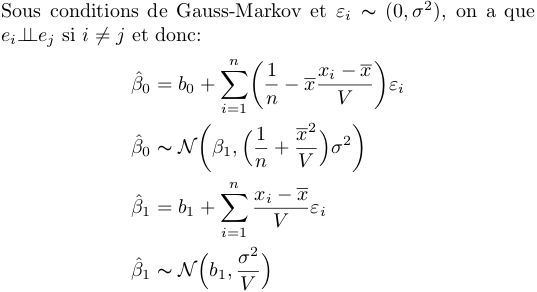 Sous conditions de Gauss-Markov et $\varepsilon_i \sim (0, \sigma^2)$, on a que
$e_i \perp\!\!\!\perp e_j$ si $i \neq j$ et donc:
$\hat{\beta}_0 = b_0 + \sum_{i=1}^{n} \left( \frac{1}{n} - \overline{x} \frac{x_i - \overline{x}}{V} \right) \varepsilon_i$
$\hat{\beta}_0 \sim \mathcal{N} \left( \beta_1, \left( \frac{1}{n} + \frac{\overline{x}^2}{V} \right) \sigma^2 \right)$
$\hat{\beta}_1 = b_1 + \sum_{i=1}^{n} \frac{x_i - \overline{x}}{V} \varepsilon_i$
$\hat{\beta}_1 \sim \mathcal{N} \left( b_1, \frac{\sigma^2}{V} \right)$